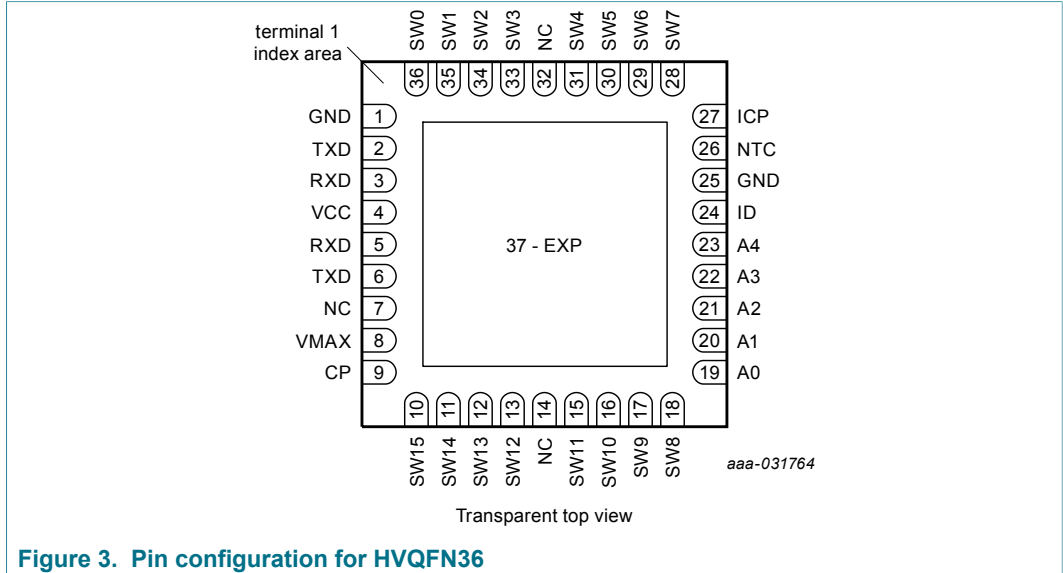 terminal 1
index area
SW0
SW1
SW2
SW3
NC
SW4
SW5
SW6
SW7
36
35
34
33
32
31
30
29
28
GND 1
TXD 2
RXD 3
VCC 4
RXD 5
TXD 6
NC 7
VMAX 8
CP 9
37 - EXP
27 ICP
26 NTC
25 GND
24 ID
23 A4
22 A3
21 A2
20 A1
19 A0
10
11
12
13
14
15
16
17
18
SW15
SW14
SW13
SW12
NC
SW11
SW10
SW9
SW8
aaa-031764
Transparent top view
Figure 3. Pin configuration for HVQFN36